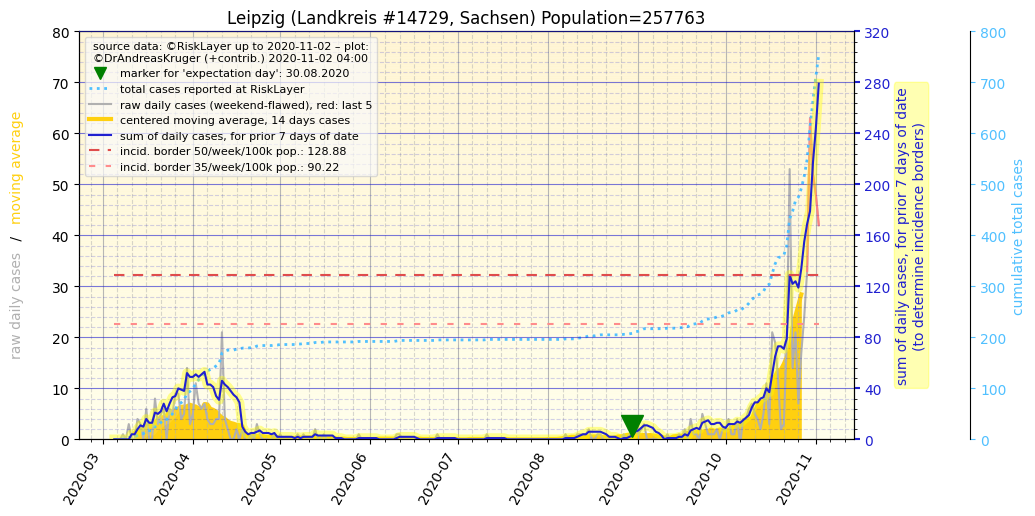 Leipzig (Landkreis #14729, Sachsen) Population=257763
source data: ©RiskLayer up to 2020-11-02 – plot:
©DrAndreasKruger (+contrib.) 2020-11-02 04:00
marker for 'expectation day': 30.08.2020
total cases reported at RiskLayer
raw daily cases (weekend-flawed), red: last 5
centered moving average, 14 days cases
sum of daily cases, for prior 7 days of date
incid. border 50/week/100k pop.: 128.88
incid. border 35/week/100k pop.: 90.22
raw daily cases / moving average
80
70
60
50
40
30
20
10
0
2020-03
2020-04
2020-05
2020-06
2020-07
2020-08
2020-09
2020-10
2020-11
320
280
240
200
160
120
80
40
0
sum of daily cases, for prior 7 days of date
(to determine incidence borders)
800
700
600
500
400
300
200
100
0
cumulative total cases